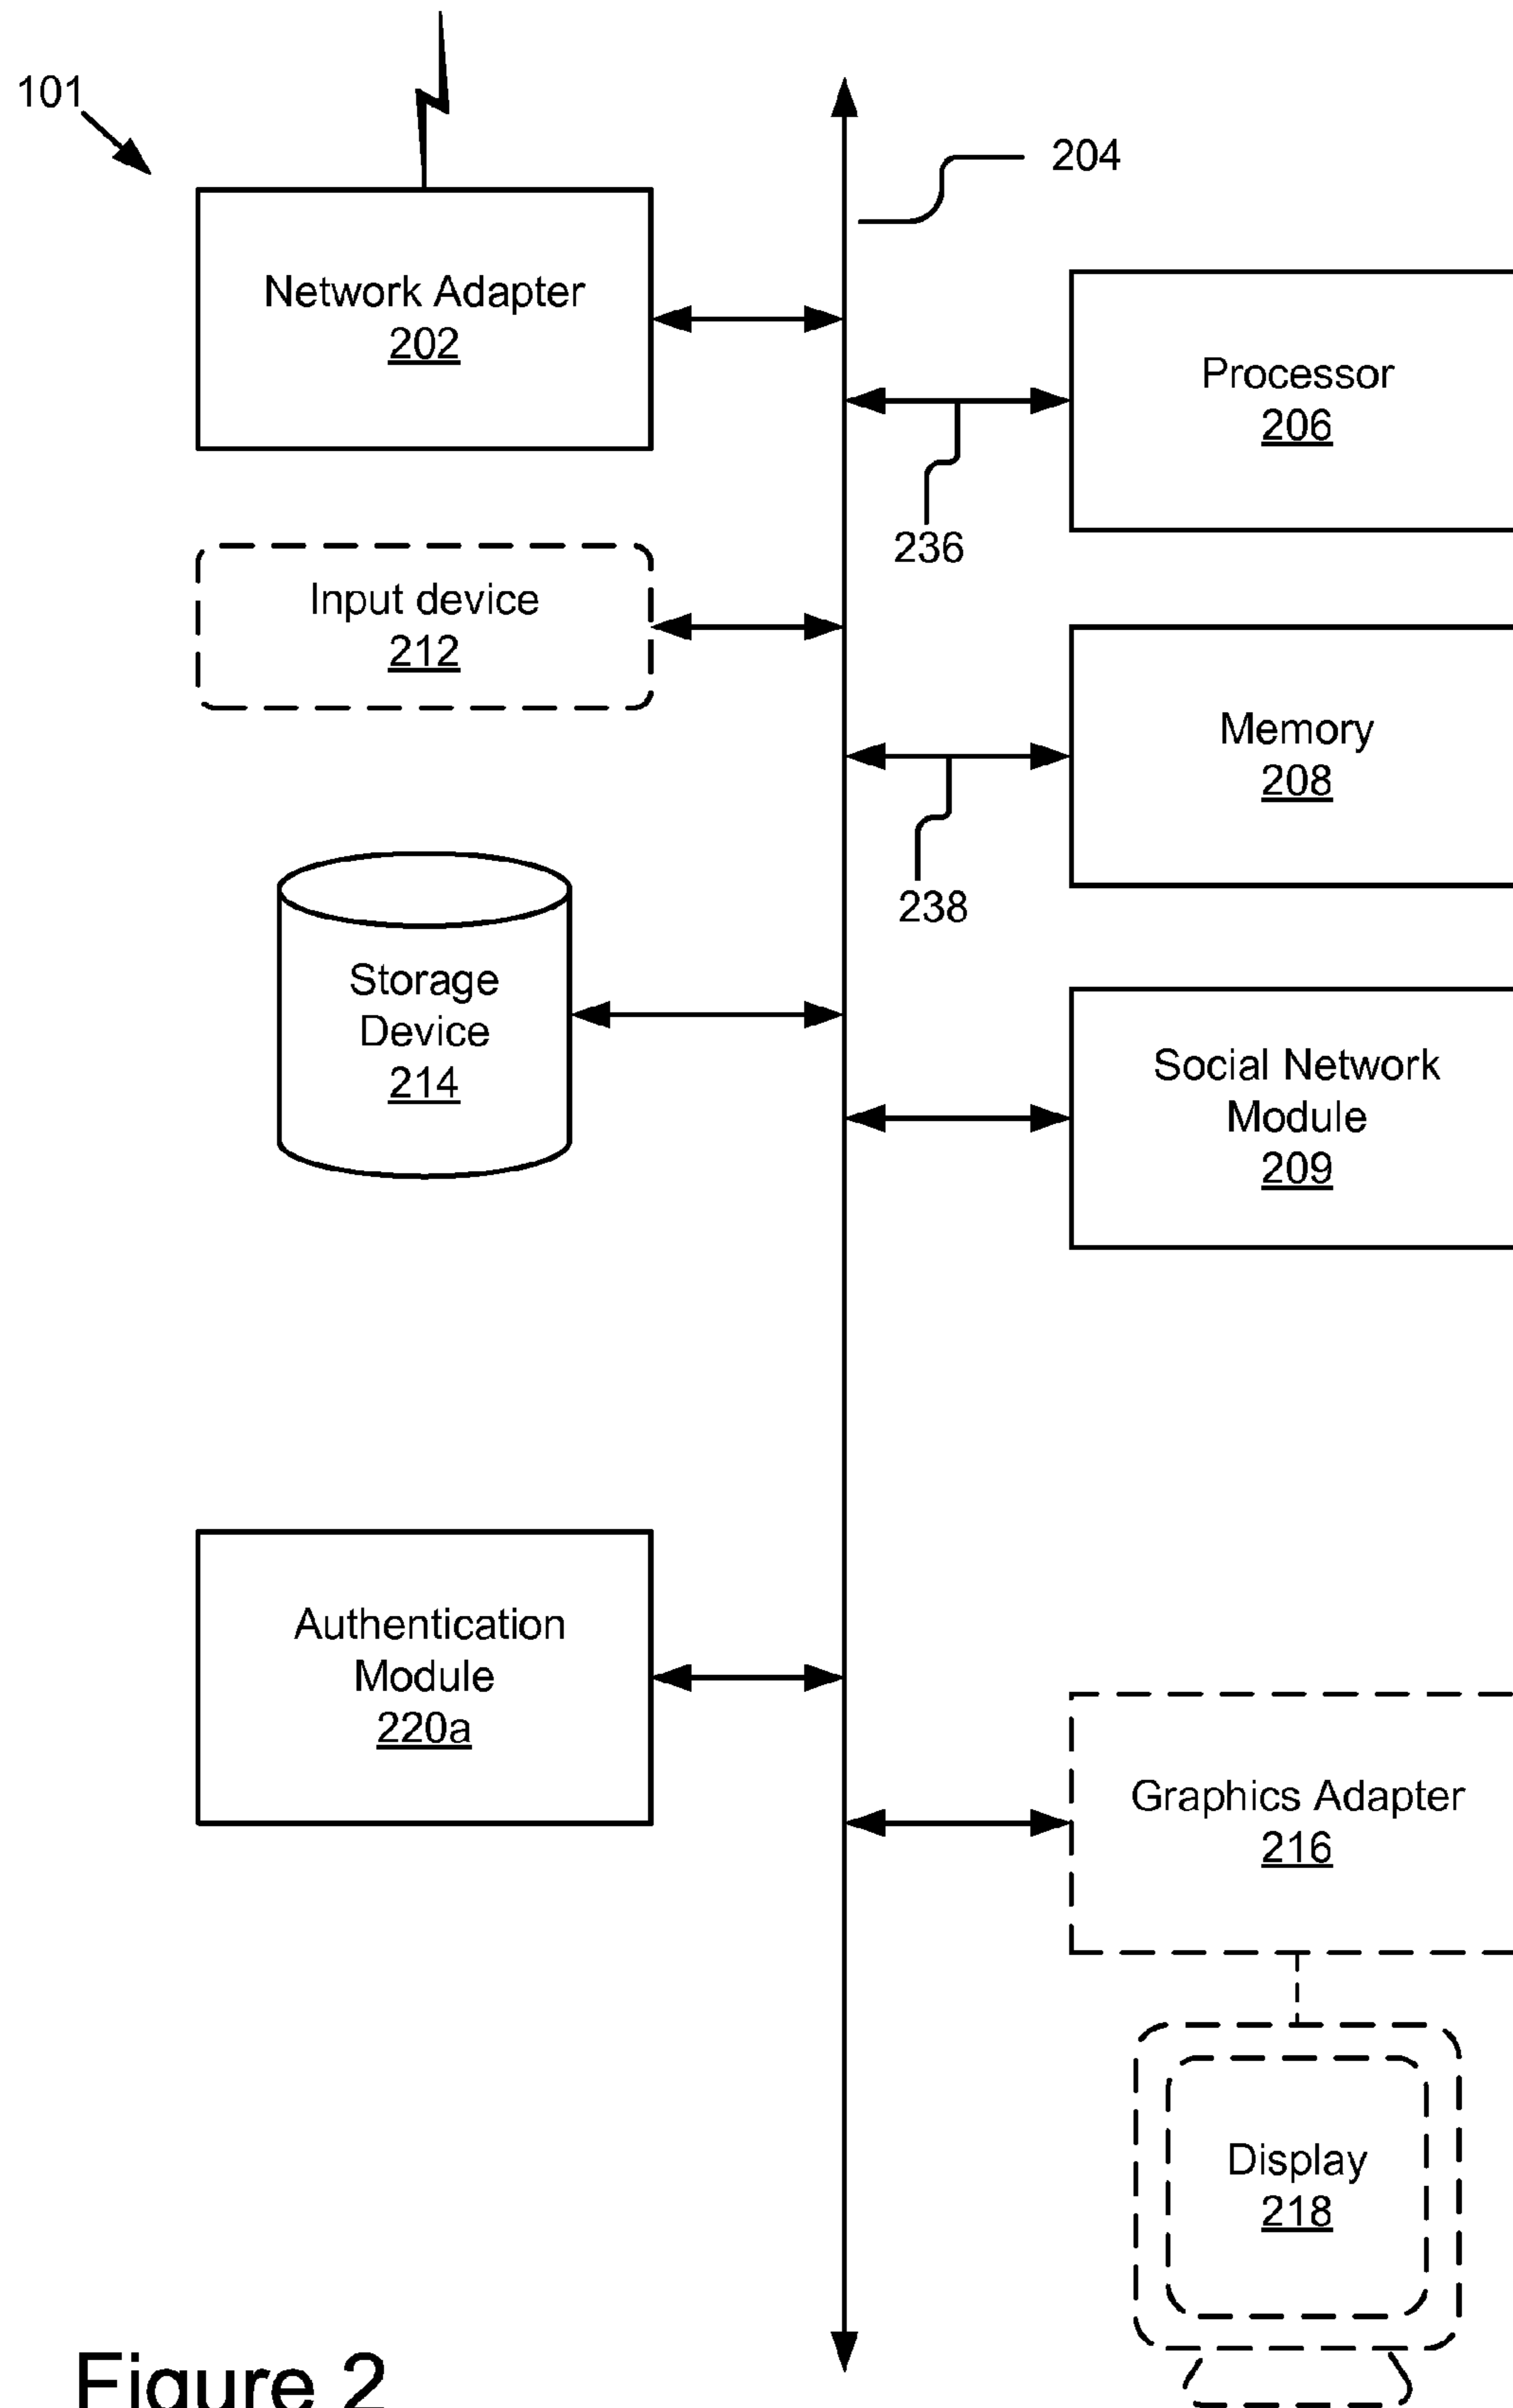 101
204
Network Adapter
202
Processor
206
236
Input device
212
Memory
208
238
Storage
Device
214
Social Network
Module
209
Authentication
Module
220a
Graphics Adapter
216
Display
218
Figure 2